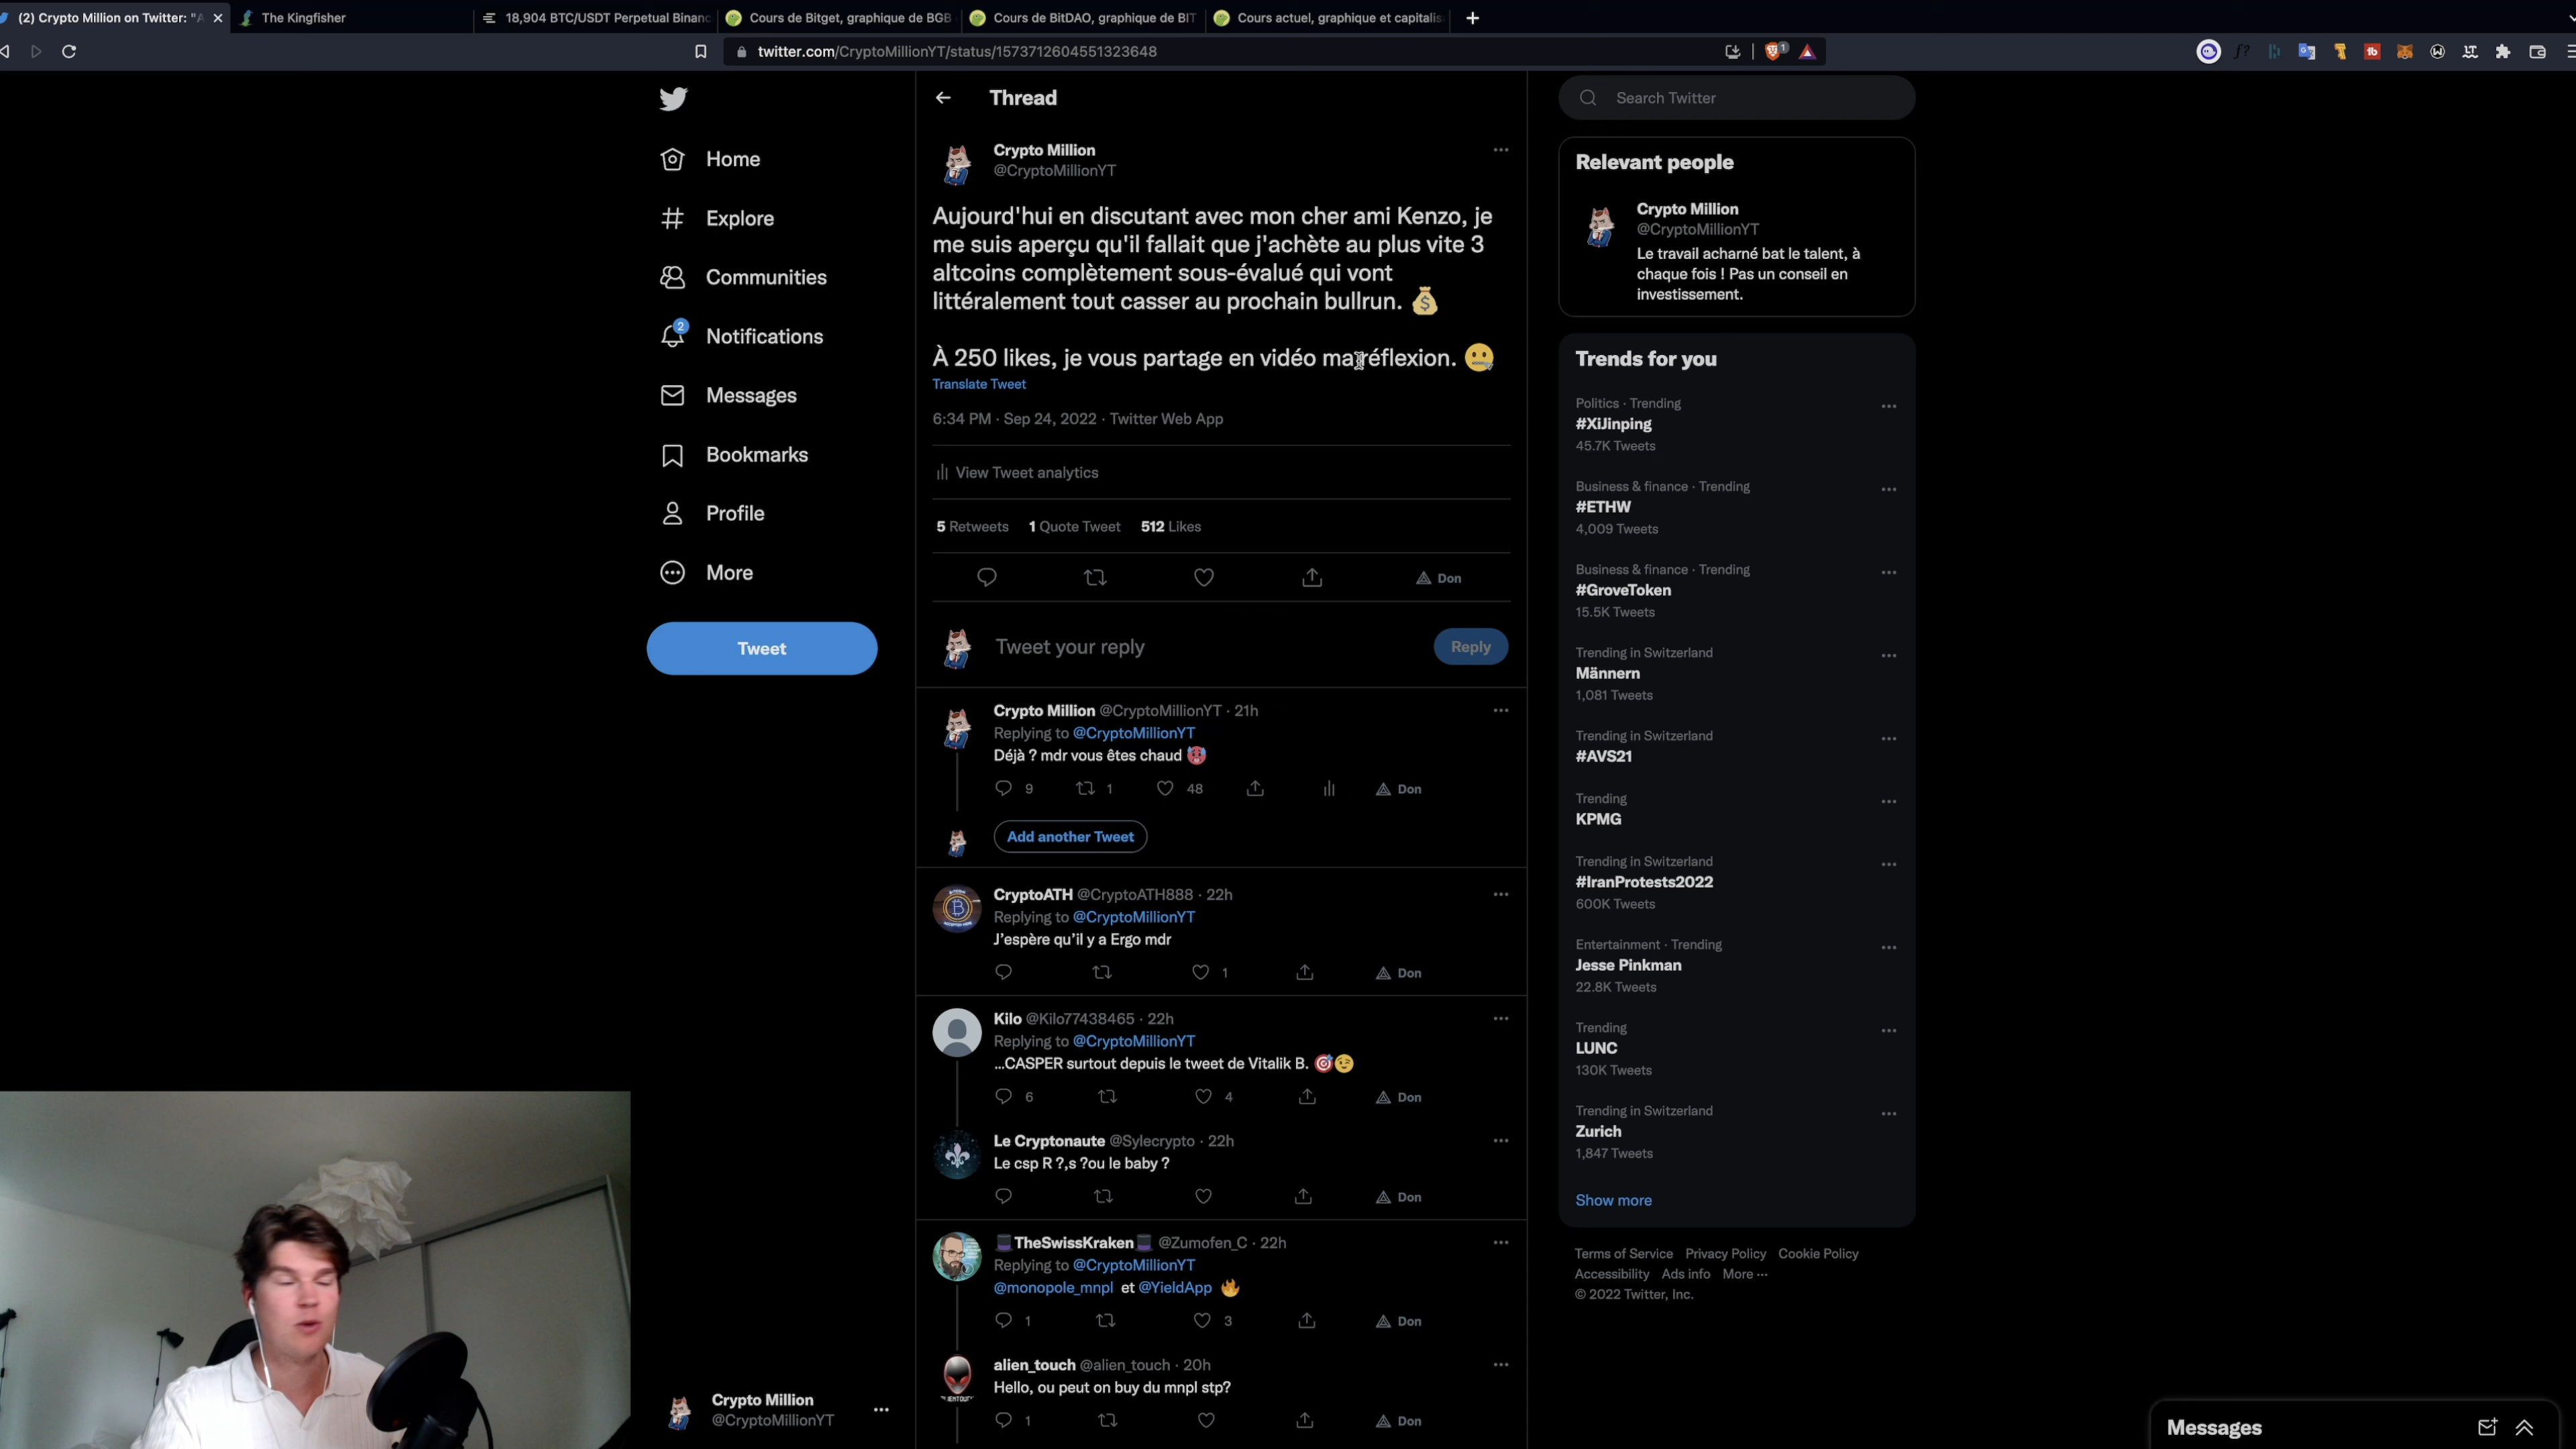 (2) Crypto Million on Twitter: "A
The Kingfisher
18,904 BTC/USDT Perpetual Binanc
Cours de Bitget, graphique de BGB
Cours de BitDAO, graphique de BIT
Cours actuel, graphique et capitalis
twitter.com/CryptoMillionYT/status/1573712604551323648
1
Home
Explore
Communities
2
Notifications
Messages
Bookmarks
Profile
More
Tweet
Crypto Million
@CryptoMillionYT
Thread
Crypto Million
@CryptoMillionYT
Aujourd'hui en discutant avec mon cher ami Kenzo, je
me suis aperçu qu'il fallait que j'achète au plus vite 3
altcoins complètement sous-évalué qui vont
littéralement tout casser au prochain bullrun. 💰
À 250 likes, je vous partage en vidéo ma réflexion. 🤐
Translate Tweet
6:34 PM · Sep 24, 2022 · Twitter Web App
View Tweet analytics
5 Retweets 1 Quote Tweet 512 Likes
Don
Tweet your reply
Reply
Crypto Million @CryptoMillionYT · 21h
Replying to @CryptoMillionYT
Déjà ? mdr vous êtes chaud 🥵
9 1 48 Don
Add another Tweet
CryptoATH @CryptoATH888 · 22h
Replying to @CryptoMillionYT
J'espère qu'il y a Ergo mdr
1 Don
Kilo @Kilo77438465 · 22h
Replying to @CryptoMillionYT
...CASPER surtout depuis le tweet de Vitalik B. 🎯😉
6 4 Don
Le Cryptonaute @Sylecrypto · 22h
Le csp R ?,s ?ou le baby ?
Don
🎩TheSwissKraken🎩 @Zumofen_C · 22h
Replying to @CryptoMillionYT
@monopole_mnpl et @YieldApp 🔥
1 3 Don
alien_touch @alien_touch · 20h
Hello, ou peut on buy du mnpl stp?
1 Don
Search Twitter
Relevant people
Crypto Million
@CryptoMillionYT
Le travail acharné bat le talent, à
chaque fois ! Pas un conseil en
investissement.
Trends for you
Politics · Trending
#XiJinping
45.7K Tweets
Business & finance · Trending
#ETHW
4,009 Tweets
Business & finance · Trending
#GroveToken
15.5K Tweets
Trending in Switzerland
Männern
1,081 Tweets
Trending in Switzerland
#AVS21
Trending
KPMG
Trending in Switzerland
#IranProtests2022
600K Tweets
Entertainment · Trending
Jesse Pinkman
22.8K Tweets
Trending
LUNC
130K Tweets
Trending in Switzerland
Zurich
1,847 Tweets
Show more
Terms of Service Privacy Policy Cookie Policy
Accessibility Ads info More ···
© 2022 Twitter, Inc.
Messages